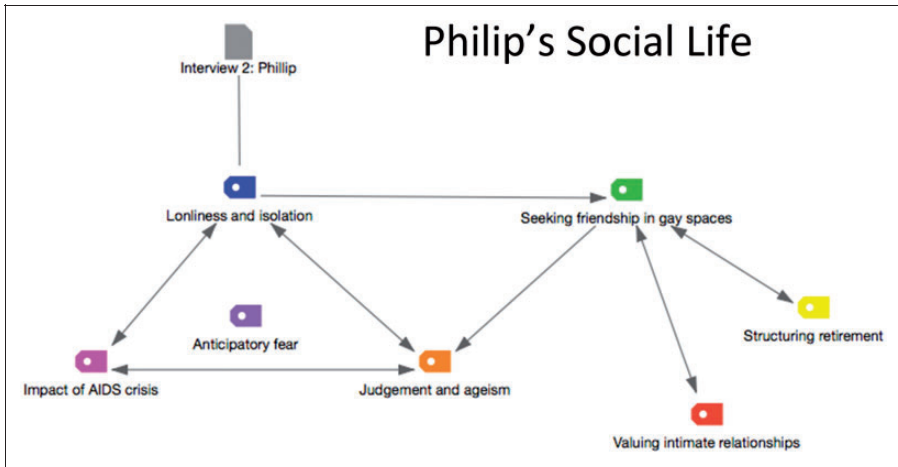 Philip's Social Life
Interview 2: Phillip
Lonliness and isolation
Seeking friendship in gay spaces
Anticipatory fear
Structuring retirement
Impact of AIDS crisis
Judgement and ageism
Valuing intimate relationships